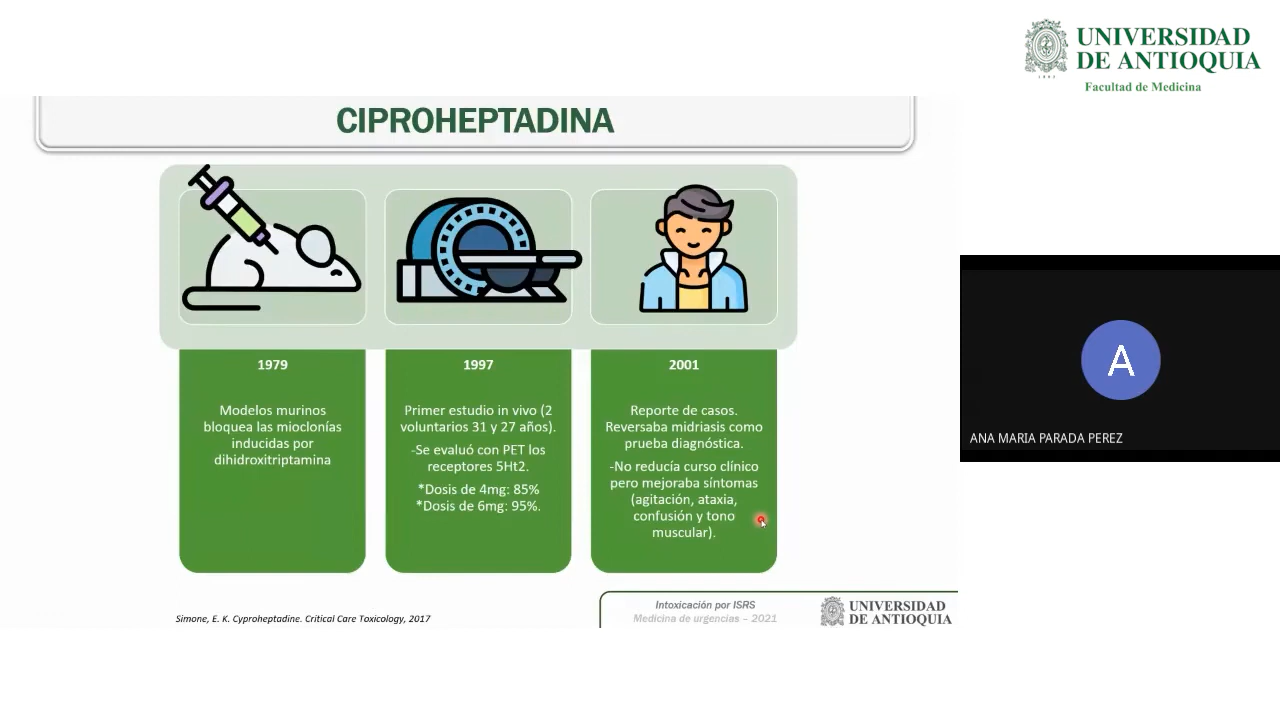 UNIVERSIDAD
DE ANTIOQUIA
1803
Facultad de Medicina
CIPROHEPTADINA
1979
Modelos murinos
bloquea las mioclonías
inducidas por
dihidroxitriptamina
1997
Primer estudio in vivo (2
voluntarios 31 y 27 años).
-Se evaluó con PET los
receptores 5Ht2.
*Dosis de 4mg: 85%
*Dosis de 6mg: 95%.
2001
Reporte de casos.
Reversaba midriasis como
prueba diagnóstica.
-No reducía curso clínico
pero mejoraba síntomas
(agitación, ataxia,
confusión y tono
muscular).
A
ANA MARIA PARADA PEREZ
Simone, E. K. Cyproheptadine. Critical Care Toxicology, 2017
Intoxicación por ISRS
Medicina de urgencias – 2021
UNIVERSIDAD
DE ANTIOQUIA